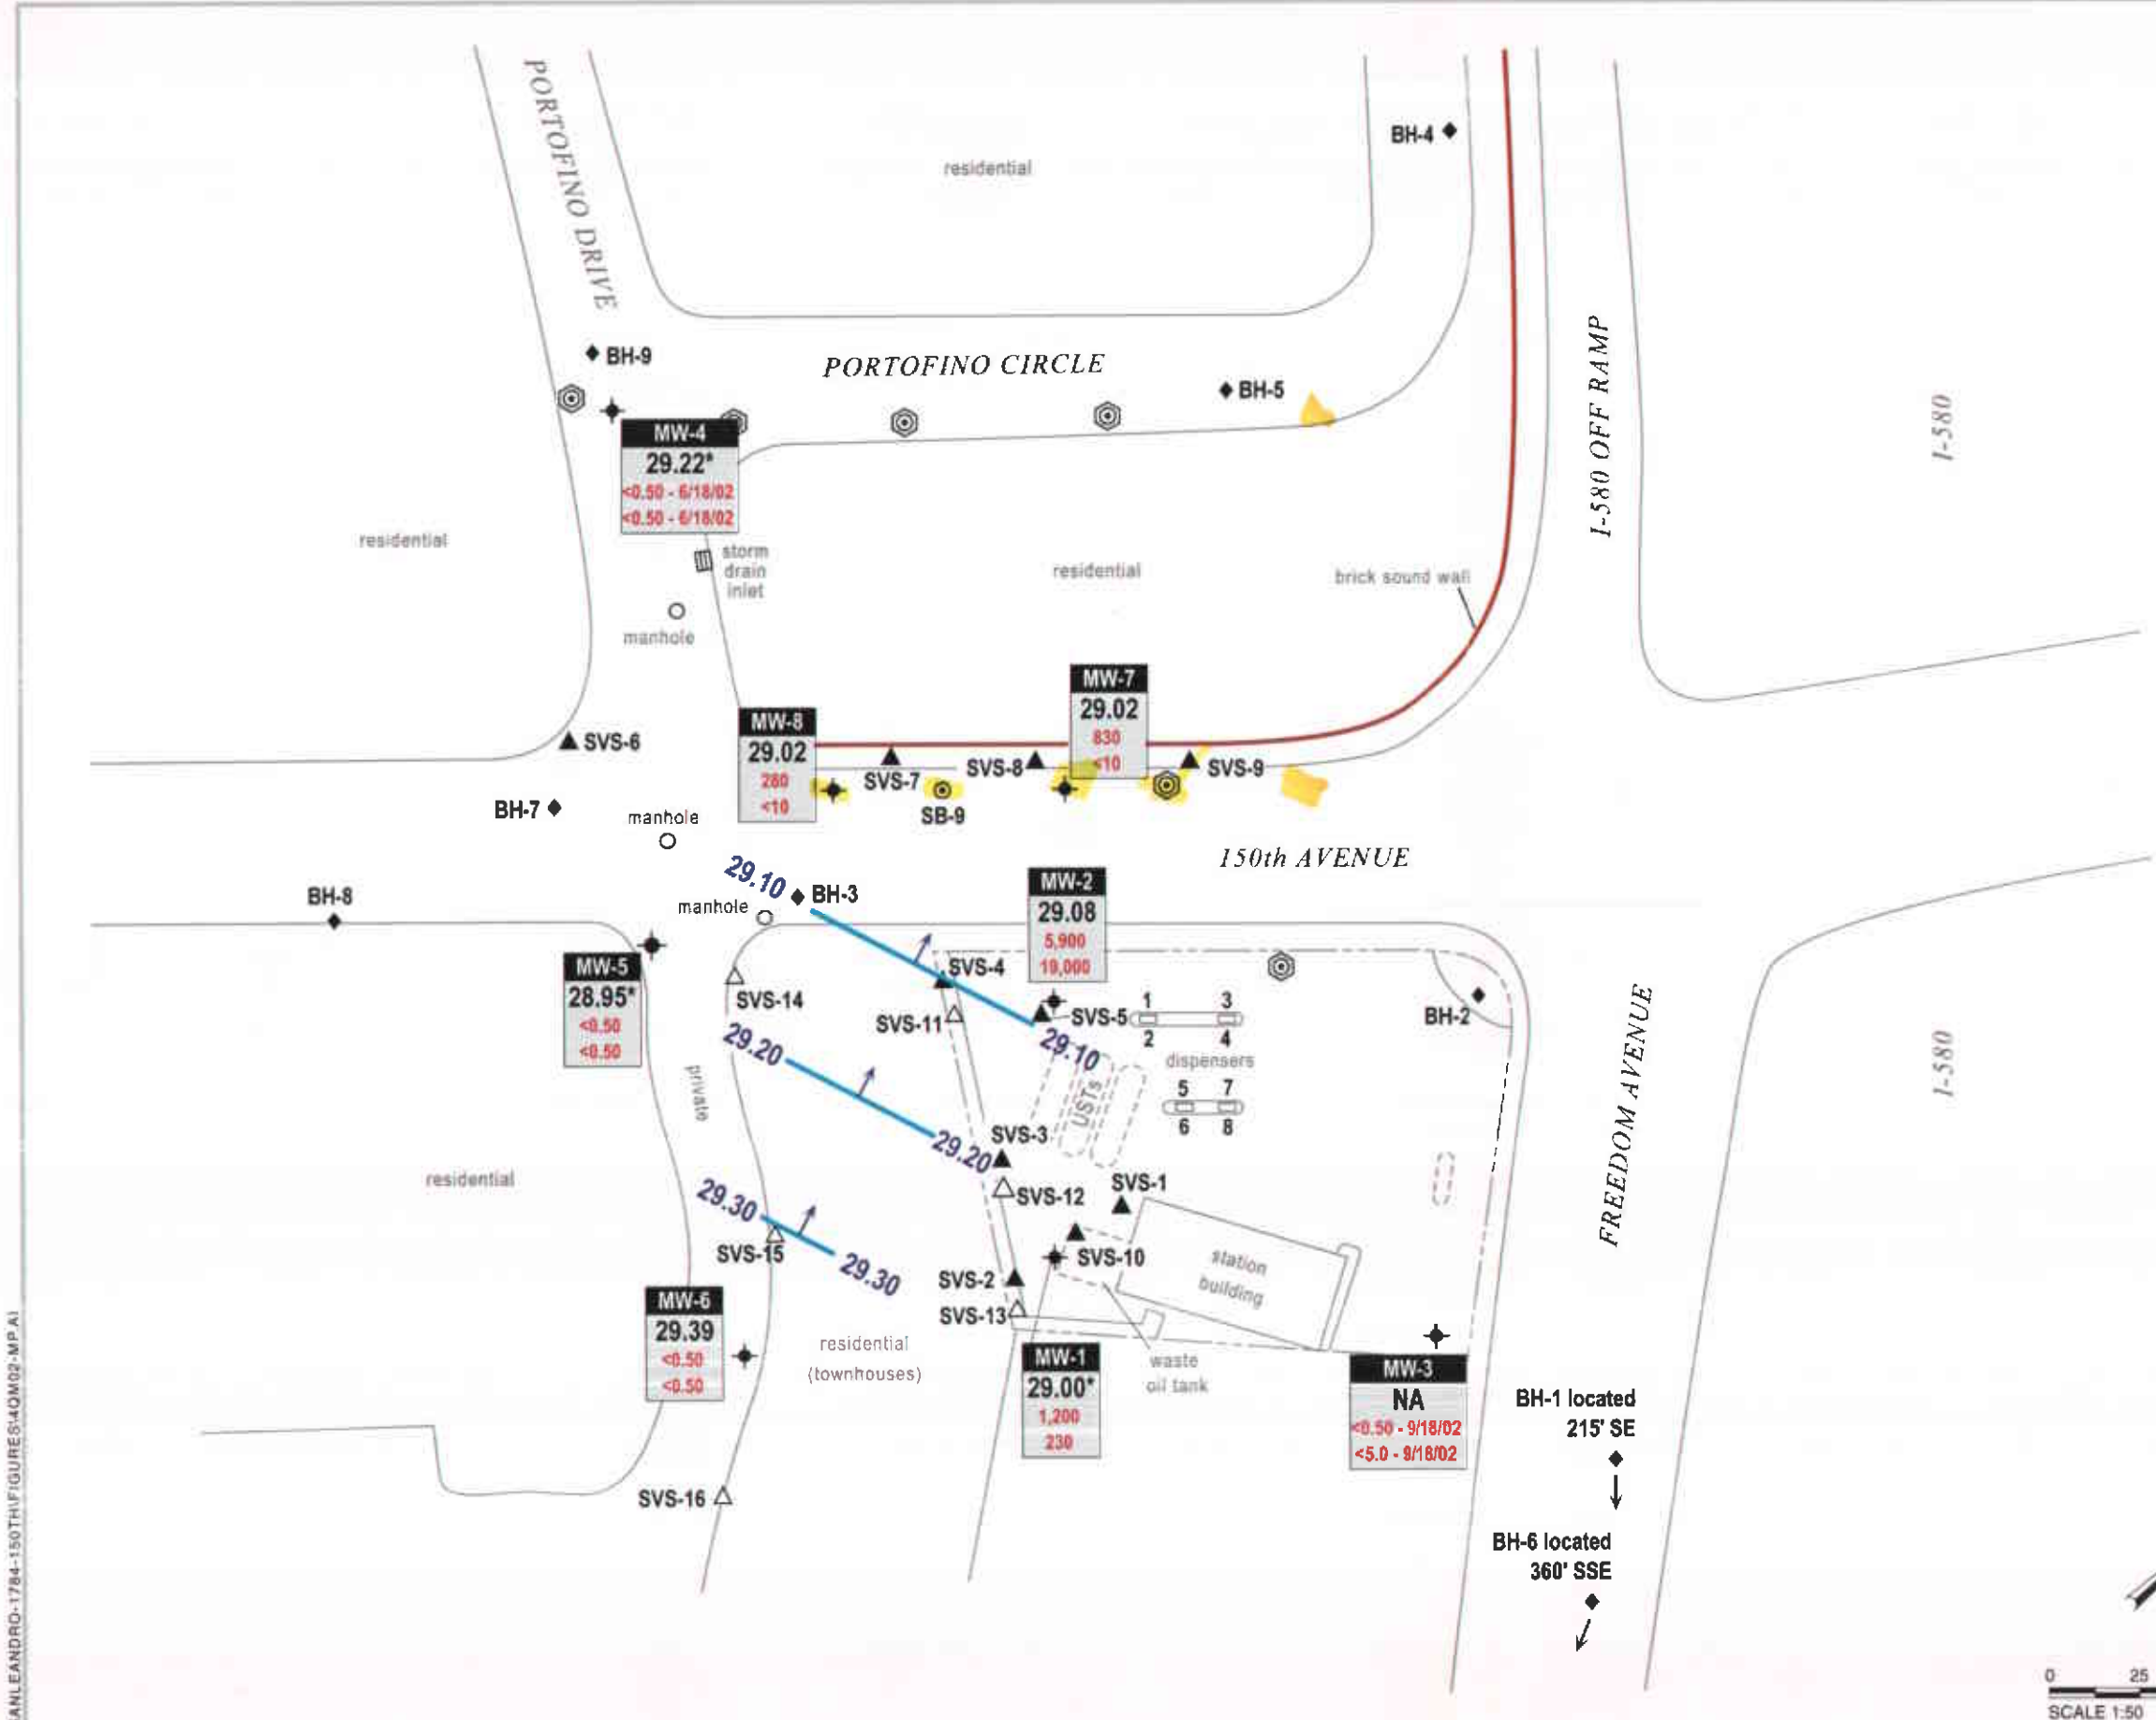 PORTOFINO DRIVE
BH-4
residential
BH-9
PORTOFINO CIRCLE
BH-5
I-580 OFF RAMP
I-580
MW-4
29.22*
<0.50 - 6/18/02
<0.50 - 6/18/02
residential
storm
drain
inlet
manhole
residential
brick sound wall
MW-7
29.02
830
<10
MW-8
29.02
280
<10
SVS-6
SVS-7
SVS-8
SVS-9
SB-9
BH-7
manhole
150th AVENUE
29.10
BH-3
BH-8
manhole
MW-2
29.08
5,900
19,000
MW-5
28.95*
<0.50
<0.50
SVS-14
SVS-4
SVS-11
SVS-5
1
3
2
4
dispensers
5
7
6
8
BH-2
29.10
29.20
29.20
private
USTs
SVS-3
SVS-12
SVS-1
FREEDOM AVENUE
I-580
residential
29.30
SVS-15
29.30
SVS-10
SVS-2
SVS-13
station
building
MW-6
29.39
<0.50
<0.50
residential
(townhouses)
MW-1
29.00*
1,200
230
waste
oil tank
MW-3
NA
<0.50 - 9/18/02
<5.0 - 9/18/02
BH-1 located
215' SE
SVS-16
BH-6 located
360' SSE
0 25
SCALE 1:50
ANLEANDRO-1784-150TH\FIGURES\4QM02-MP.AI